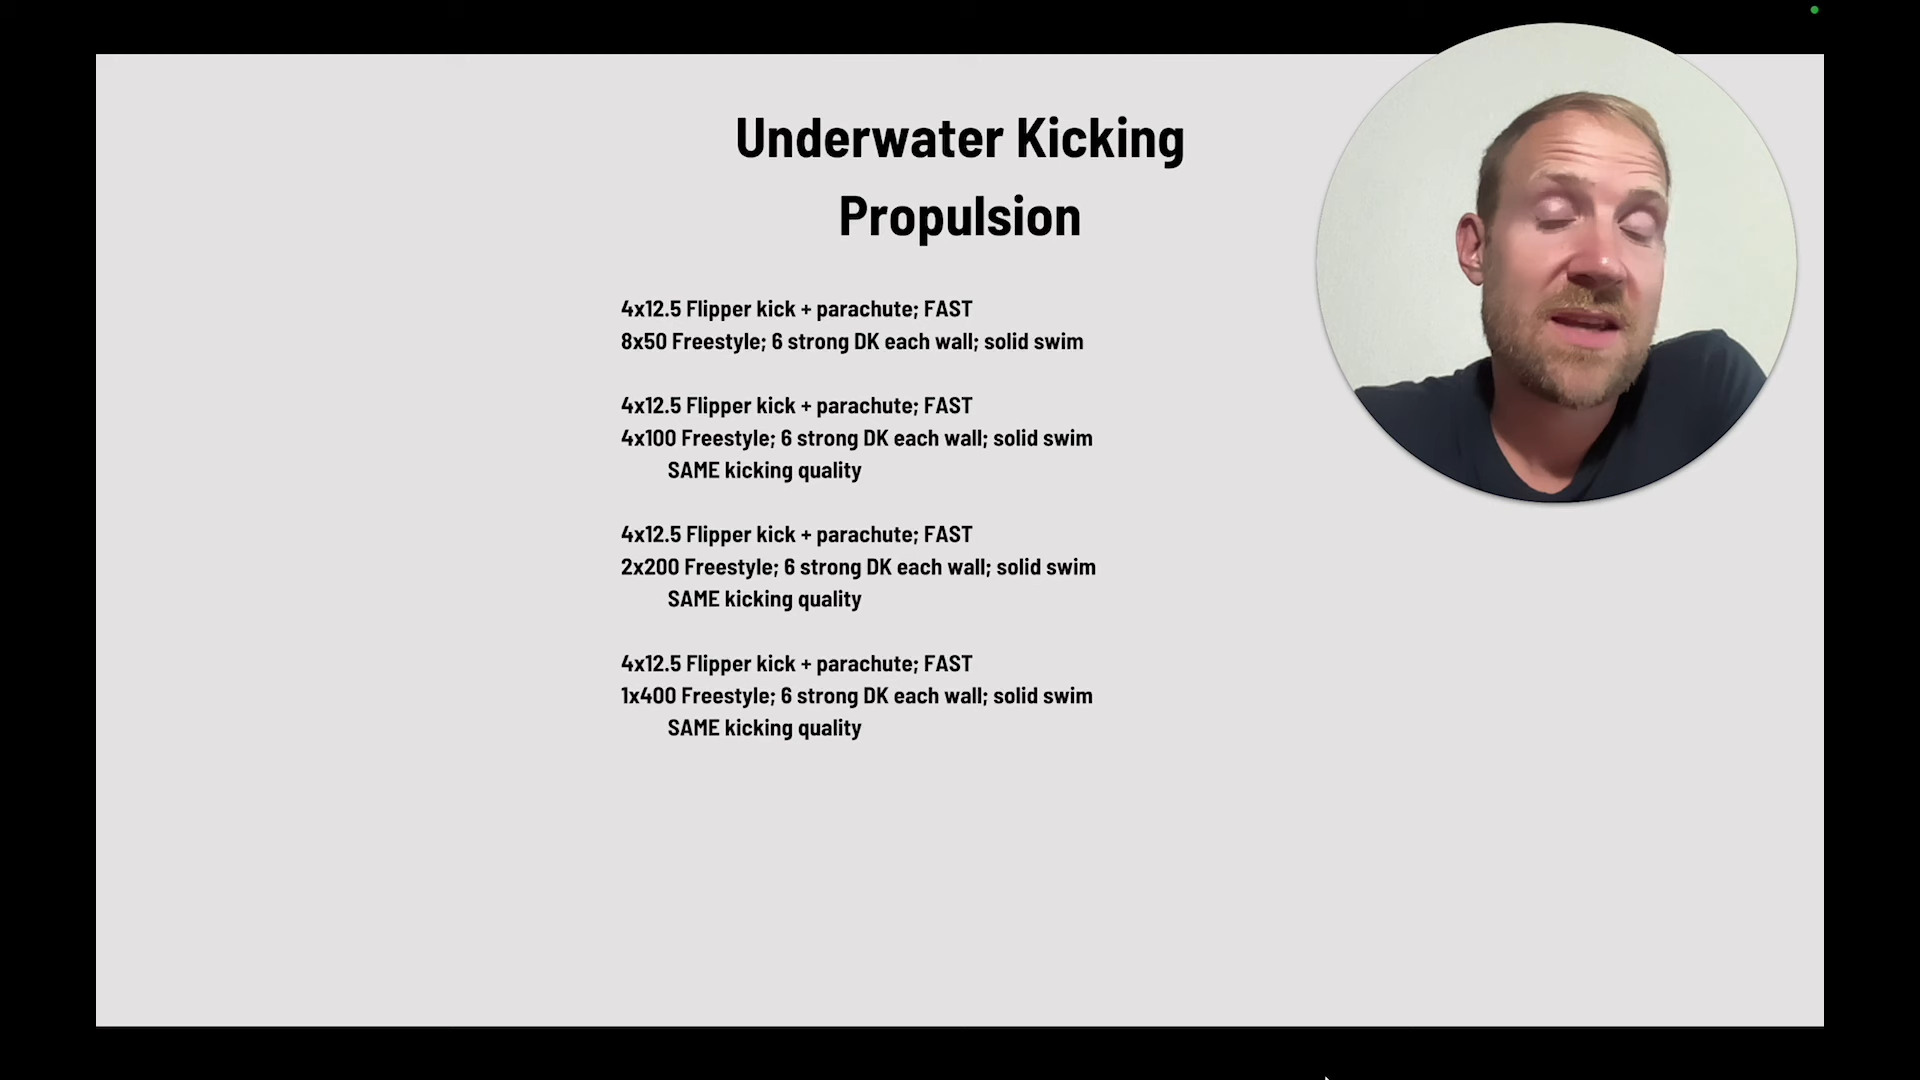 Underwater Kicking
Propulsion
4x12.5 Flipper kick + parachute; FAST
8x50 Freestyle; 6 strong DK each wall; solid swim
4x12.5 Flipper kick + parachute; FAST
4x100 Freestyle; 6 strong DK each wall; solid swim
SAME kicking quality
4x12.5 Flipper kick + parachute; FAST
2x200 Freestyle; 6 strong DK each wall; solid swim
SAME kicking quality
4x12.5 Flipper kick + parachute; FAST
1x400 Freestyle; 6 strong DK each wall; solid swim
SAME kicking quality